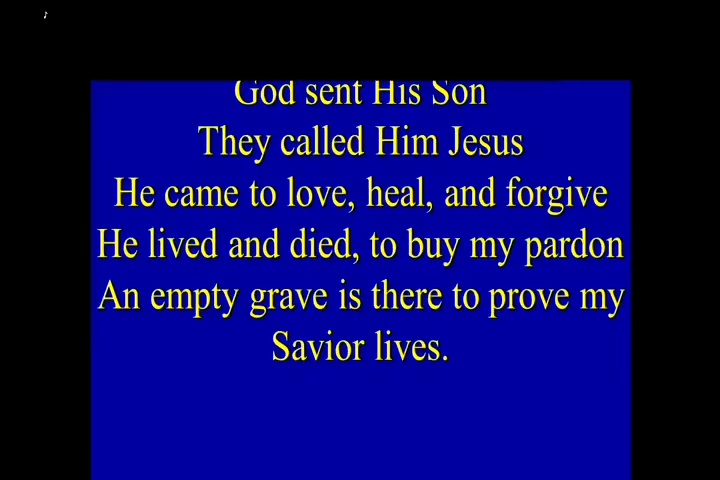 ♪
God sent His Son
They called Him Jesus
He came to love, heal, and forgive
He lived and died, to buy my pardon
An empty grave is there to prove my
Savior lives.